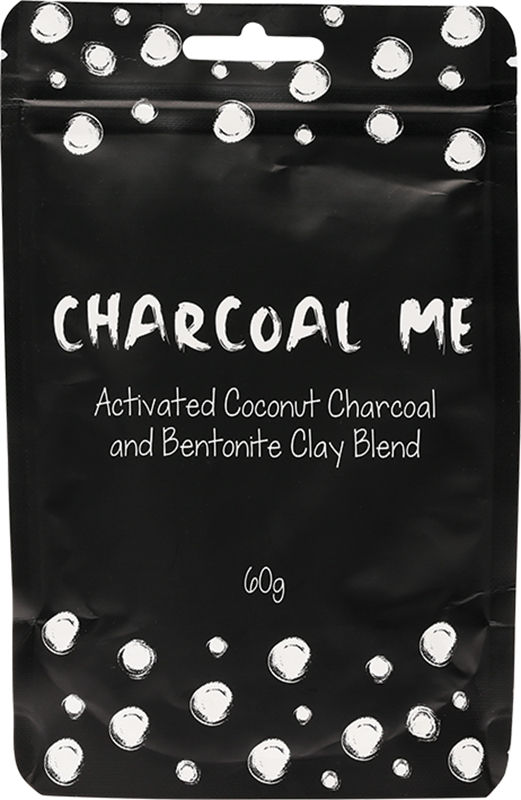 CHARCOAL ME
Activated Coconut Charcoal
and Bentonite Clay Blend
60g